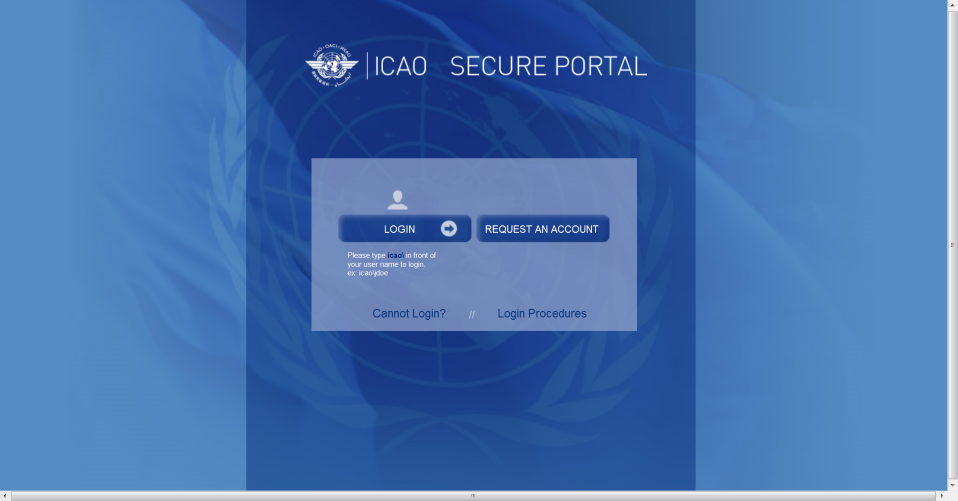 ICAO SECURE PORTAL
LOGIN
REQUEST AN ACCOUNT
Please type icao\ in front of
your user name to login.
ex: icao\jdoe
Cannot Login? // Login Procedures